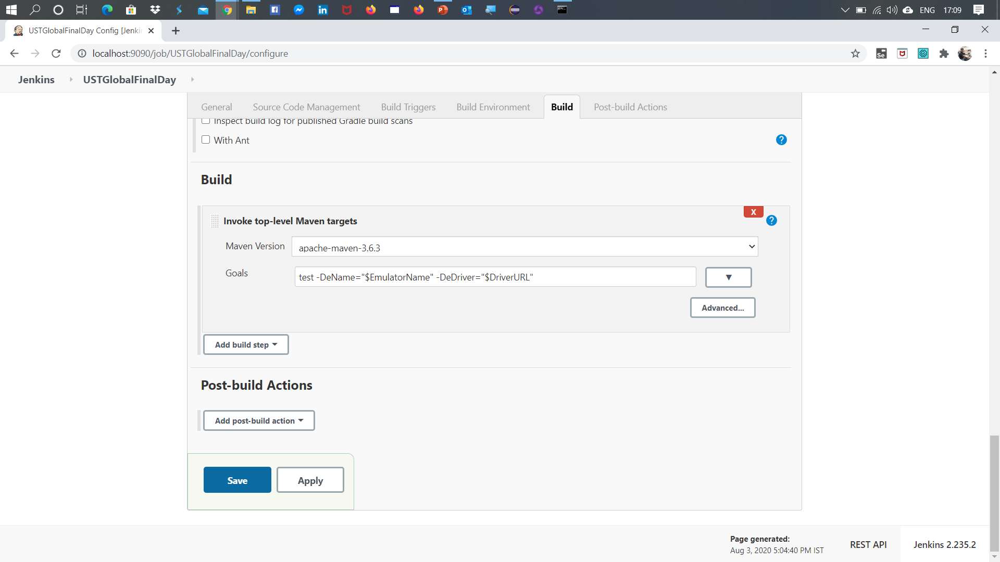 ENG 17:09
USTGlobalFinalDay Config [Jenki
localhost:9090/job/USTGlobalFinalDay/configure
Jenkins
USTGlobalFinalDay
General
Source Code Management
Build Triggers
Build Environment
Build
Post-build Actions
Inspect build log for published Gradle build scans
With Ant
?
Build
X
Invoke top-level Maven targets
?
Maven Version
apache-maven-3.6.3
Goals
test -DeName="$EmulatorName" -DeDriver="$DriverURL"
Advanced...
Add build step
Post-build Actions
Add post-build action
Save
Apply
Page generated:
Aug 3, 2020 5:04:40 PM IST
REST API
Jenkins 2.235.2